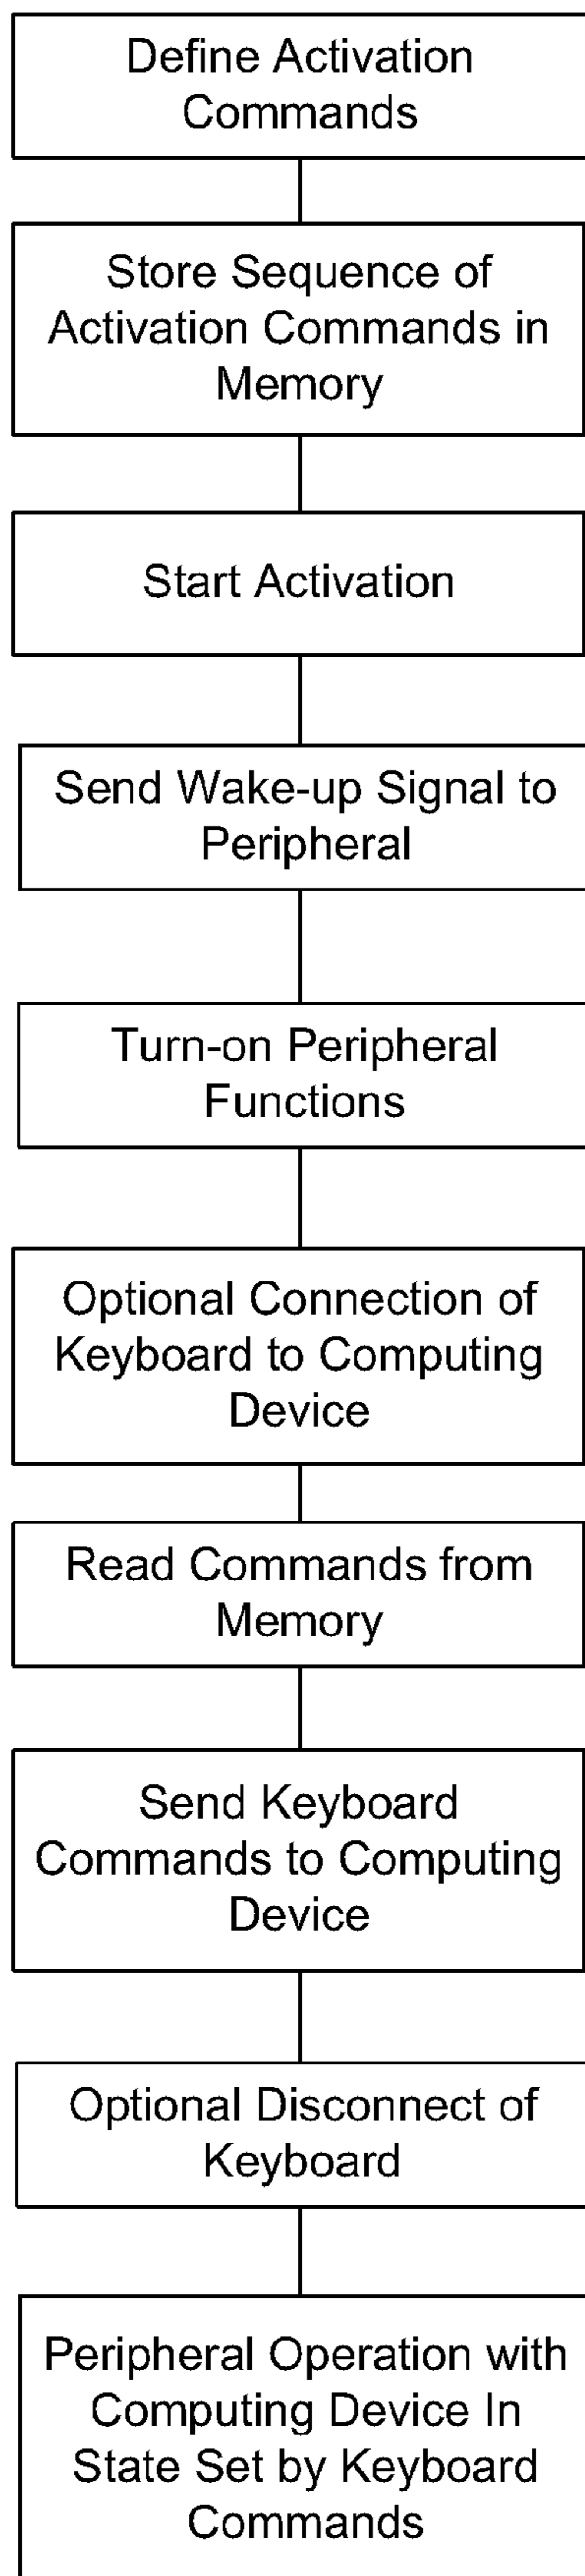 Define Activation
Commands
Store Sequence of
Activation Commands in
Memory
Start Activation
Send Wake-up Signal to
Peripheral
Turn-on Peripheral
Functions
Optional Connection of
Keyboard to Computing
Device
Read Commands from
Memory
Send Keyboard
Commands to Computing
Device
Optional Disconnect of
Keyboard
Peripheral Operation with
Computing Device In
State Set by Keyboard
Commands